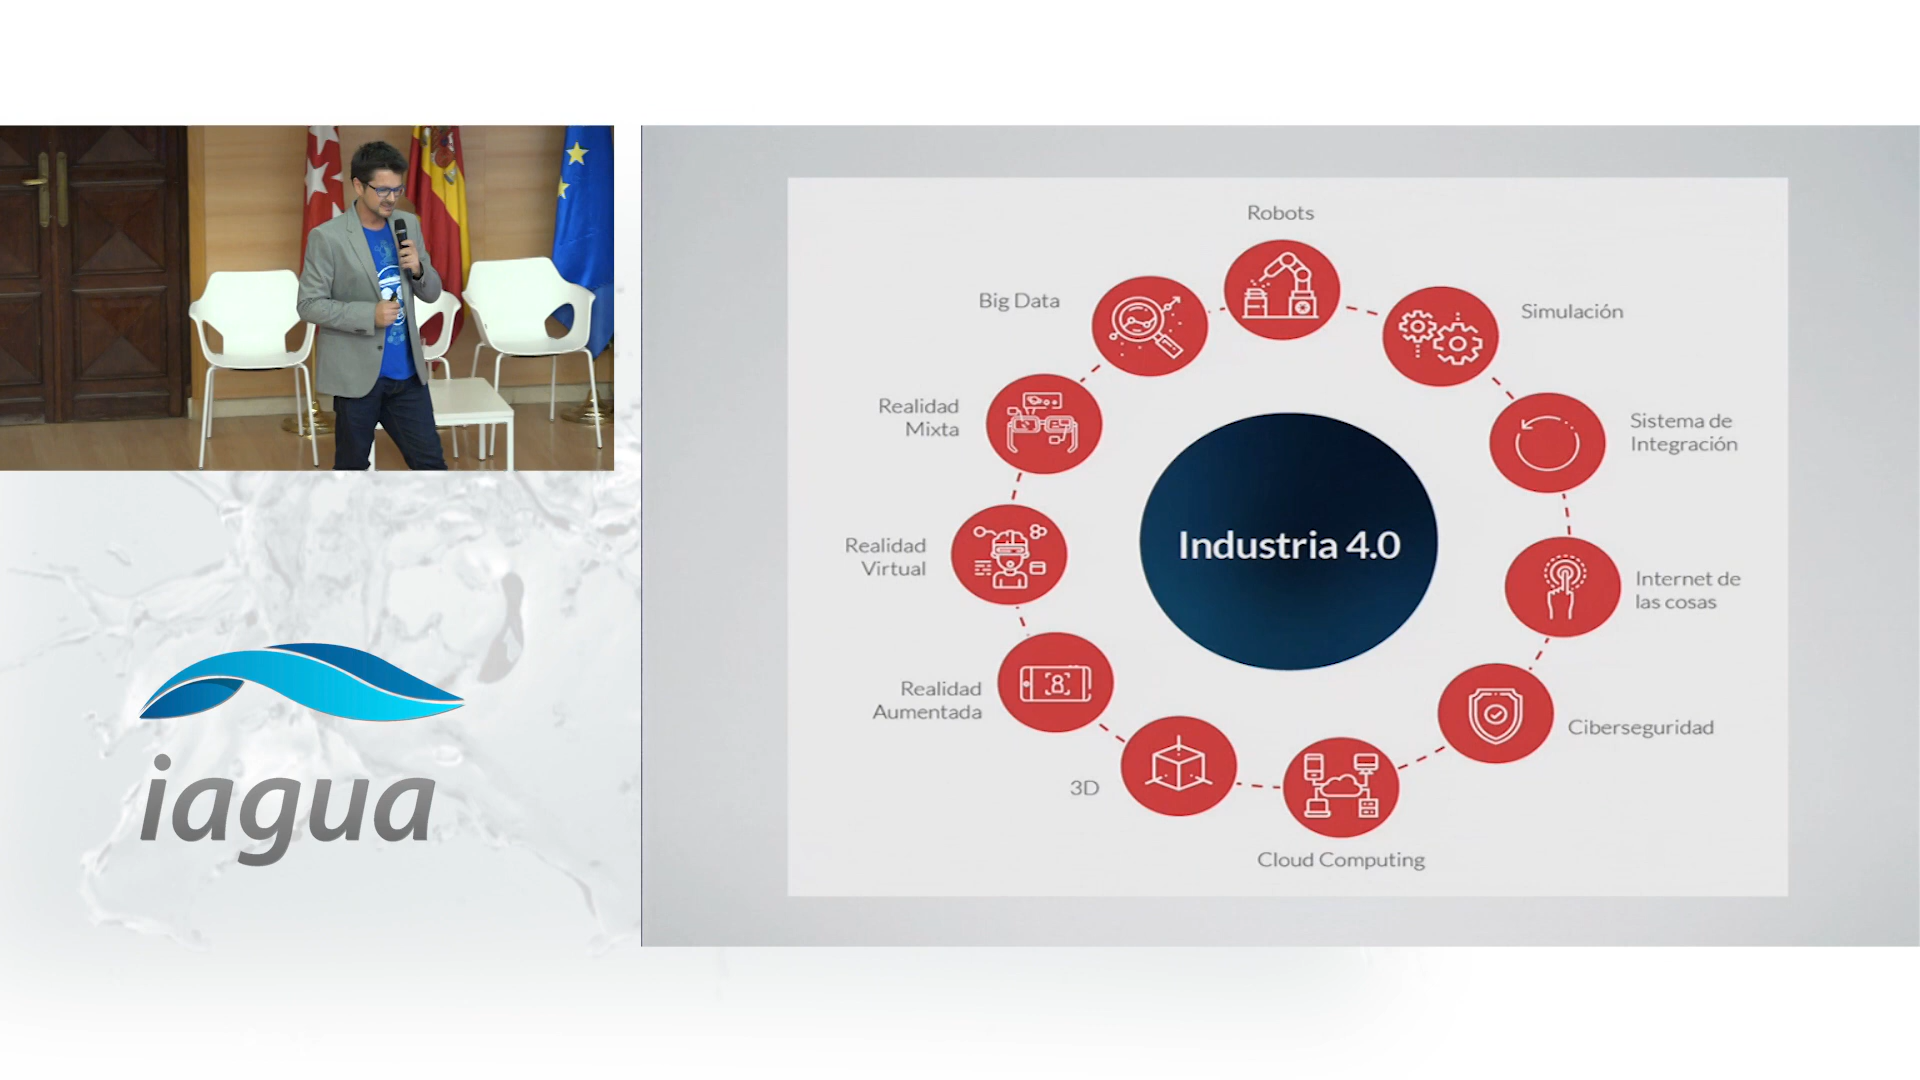 iagua
Robots
Big Data
Simulación
Realidad
Mixta
Sistema de
Integración
Industria 4.0
Realidad
Virtual
Internet de
las cosas
Realidad
Aumentada
Ciberseguridad
3D
Cloud Computing